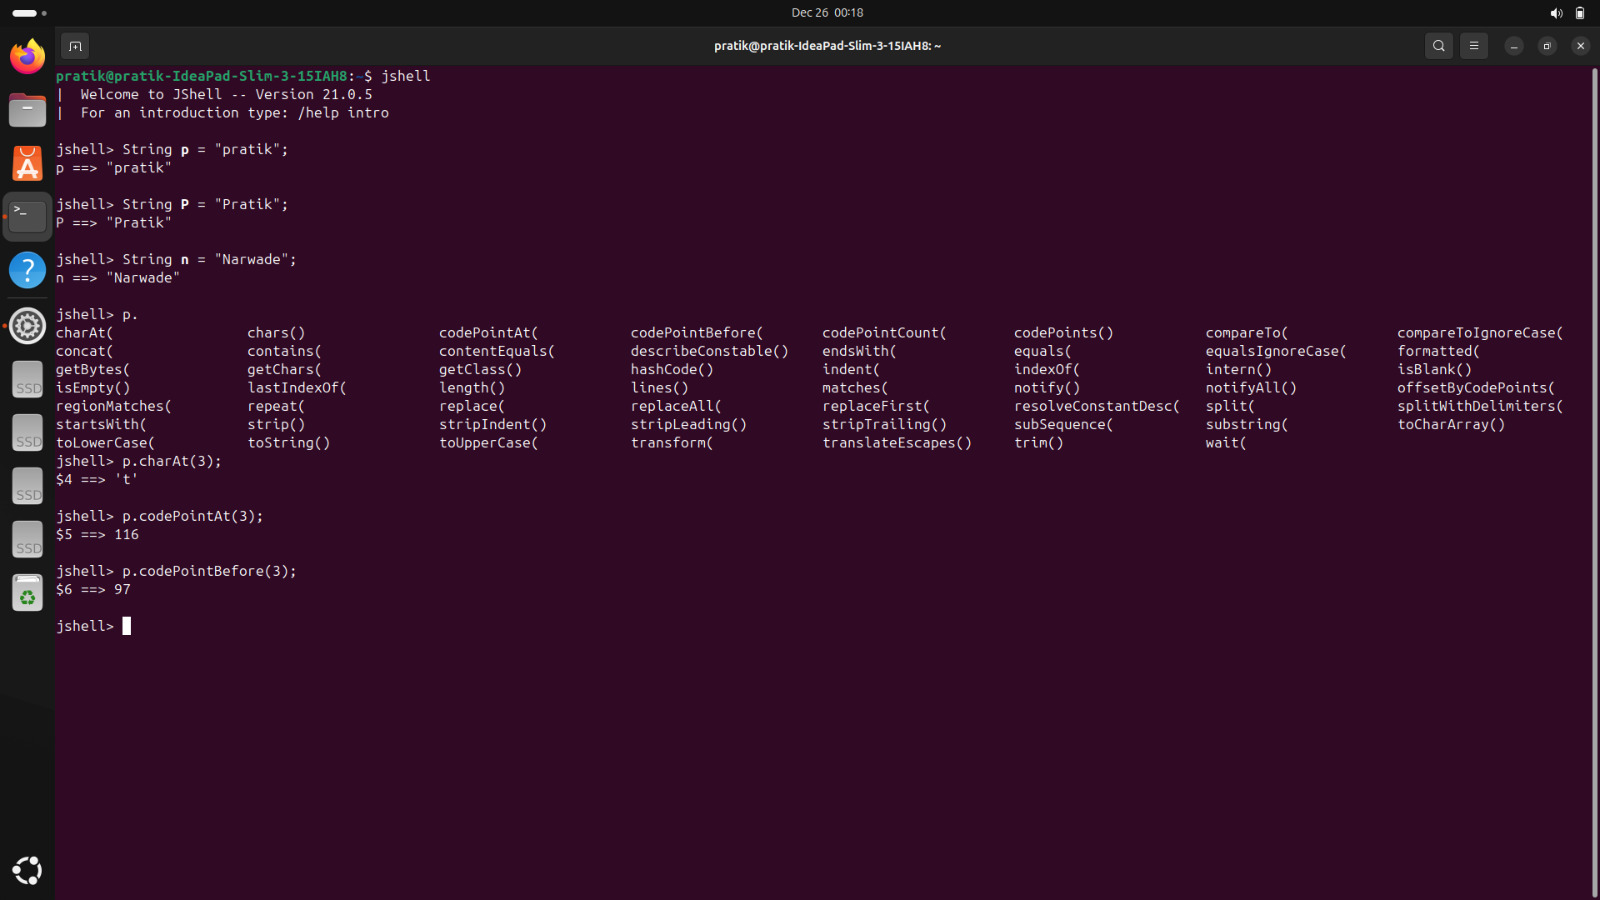 Dec 26 00:18
pratik@pratik-IdeaPad-Slim-3-15IAH8: ~
pratik@pratik-IdeaPad-Slim-3-15IAH8:~$ jshell
| Welcome to JShell -- Version 21.0.5
| For an introduction type: /help intro
jshell> String p = "pratik";
p ==> "pratik"
jshell> String P = "Pratik";
P ==> "Pratik"
jshell> String n = "Narwade";
n ==> "Narwade"
jshell> p.
charAt( chars() codePointAt( codePointBefore( codePointCount( codePoints() compareTo( compareToIgnoreCase(
concat( contains( contentEquals( describeConstable() endsWith( equals( equalsIgnoreCase( formatted(
getBytes( getChars( getClass() hashCode() indent( indexOf( intern() isBlank()
isEmpty() lastIndexOf( length() lines() matches( notify() notifyAll() offsetByCodePoints(
regionMatches( repeat( replace( replaceAll( replaceFirst( resolveConstantDesc( split( splitWithDelimiters(
startsWith( strip() stripIndent() stripLeading() stripTrailing() subSequence( substring( toCharArray()
toLowerCase( toString() toUpperCase( transform( translateEscapes() trim() wait(
jshell> p.charAt(3);
$4 ==> 't'
jshell> p.codePointAt(3);
$5 ==> 116
jshell> p.codePointBefore(3);
$6 ==> 97
jshell>
SSD
SSD
SSD
SSD